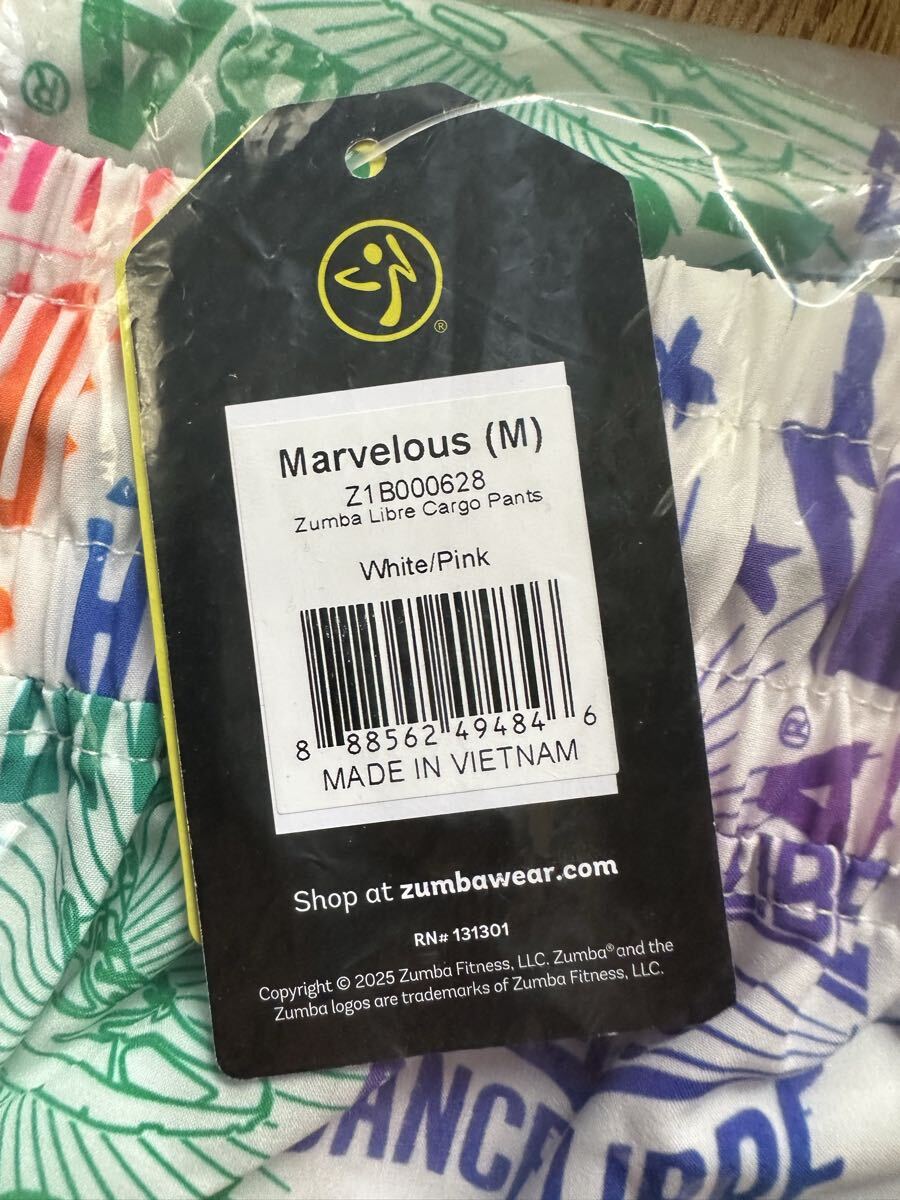 ®
®
Marvelous (M)
Z1B000628
Zumba Libre Cargo Pants
White/Pink
8 88562 49484 6
MADE IN VIETNAM
®
Shop at zumbawear.com
RN# 131301
Copyright © 2025 Zumba Fitness, LLC. Zumba® and the
Zumba logos are trademarks of Zumba Fitness, LLC.